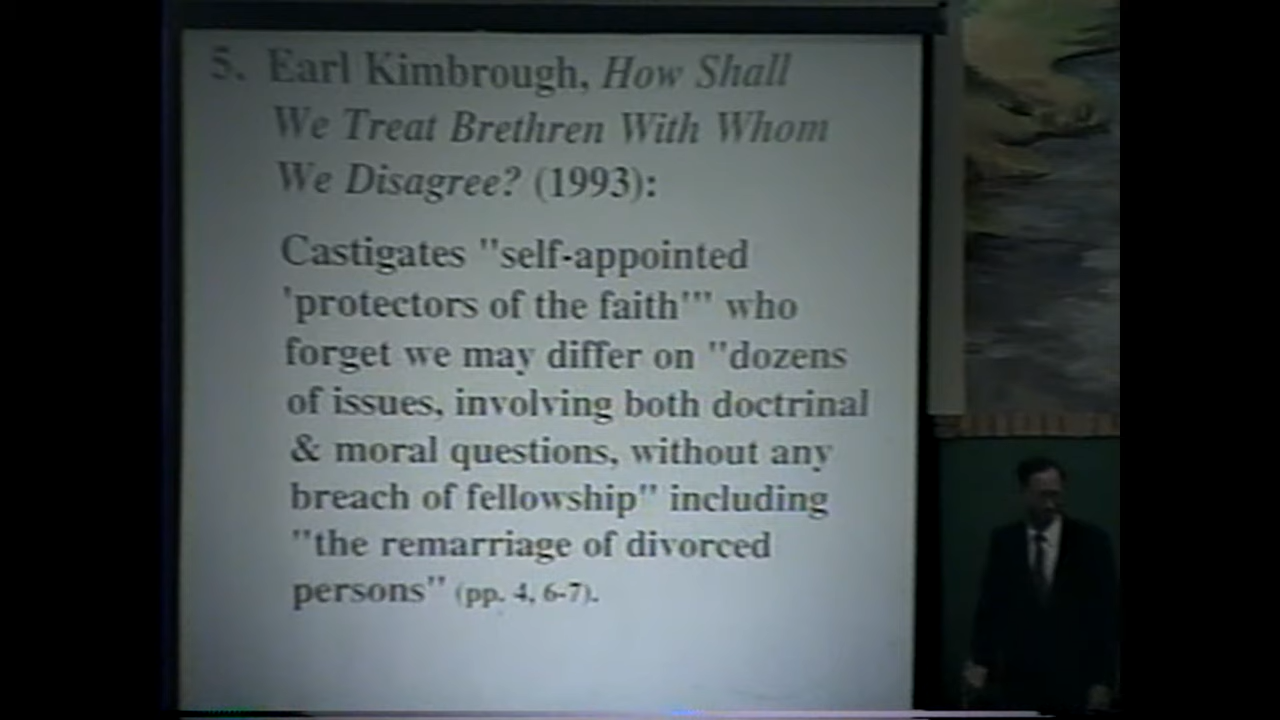 5. Earl Kimbrough, How Shall
We Treat Brethren With Whom
We Disagree? (1993):
Castigates "self-appointed
'protectors of the faith'" who
forget we may differ on "dozens
of issues, involving both doctrinal
& moral questions, without any
breach of fellowship" including
"the remarriage of divorced
persons" (pp. 4, 6-7).